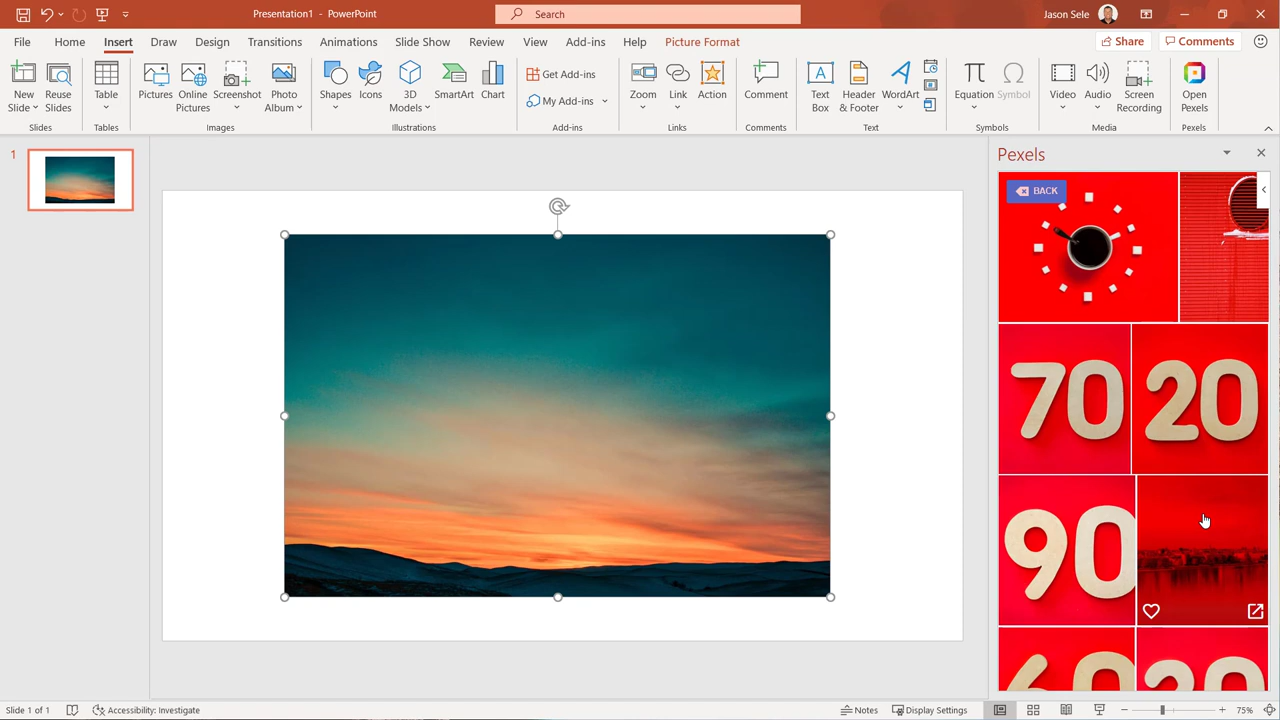 Presentation1 - PowerPoint
Search
Jason Sele
File Home Insert Draw Design Transitions Animations Slide Show Review View Add-ins Help Picture Format
Share Comments
New Slide
Reuse Slides
Table
Pictures
Online Pictures
Screenshot
Photo Album
Shapes
Icons
3D Models
SmartArt
Chart
Get Add-ins
My Add-ins
Zoom
Link
Action
Comment
Text Box
Header & Footer
WordArt
Equation
Symbol
Video
Audio
Screen Recording
Open Pexels
Slides Tables Images Illustrations Add-ins Links Comments Text Symbols Media Pexels
1
Pexels
BACK
70 20
90
Slide 1 of 1 Accessibility: Investigate Notes Display Settings 75%